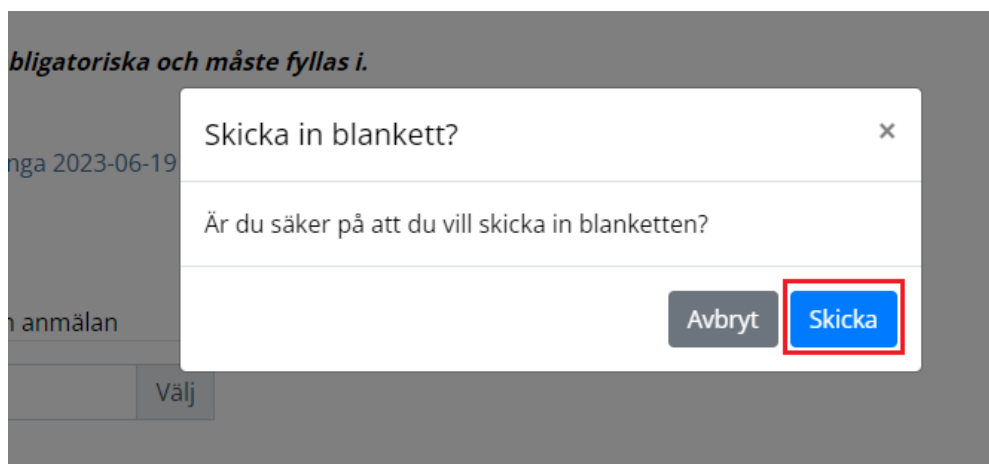 bligatoriska och måste fyllas i.
Skicka in blankett?
×
nga 2023-06-19
Är du säker på att du vill skicka in blanketten?
Avbryt Skicka
anmälan
Välj